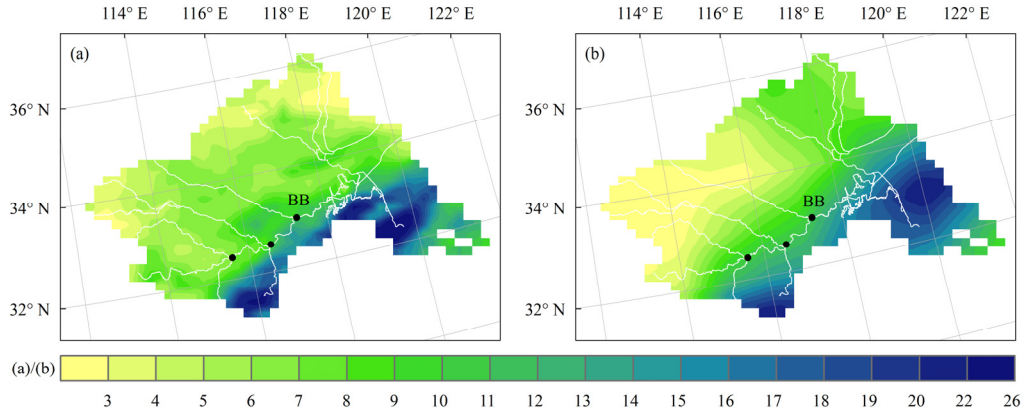 114° E 116° E 118° E 120° E 122° E 114° E 116° E 118° E 120° E 122° E
(a) (b)
36° N 36° N
34° N BB 34° N BB
32° N 32° N
(a)/(b)
3 4 5 6 7 8 9 10 11 12 13 14 15 16 17 18 19 20 22 26